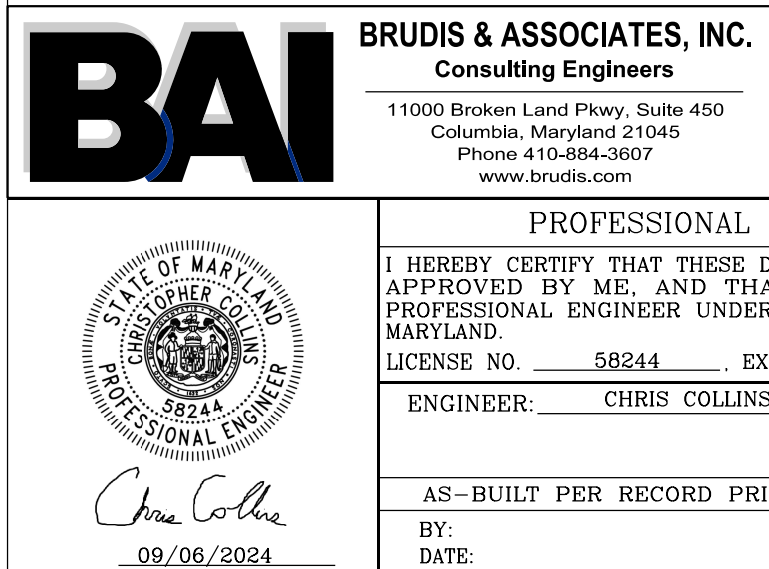 BAI
BRUDIS & ASSOCIATES, INC.
Consulting Engineers
11000 Broken Land Pkwy, Suite 450
Columbia, Maryland 21045
Phone 410-884-3607
www.brudis.com
STATE OF MARYLAND
CHRISTOPHER COLLINS
58244
PROFESSIONAL ENGINEER
Chris Collins
09/06/2024
PROFESSIONAL
I HEREBY CERTIFY THAT THESE D
APPROVED BY ME, AND THA
PROFESSIONAL ENGINEER UNDER
MARYLAND.
LICENSE NO. 58244, EX
ENGINEER: CHRIS COLLINS
AS-BUILT PER RECORD PRI
BY:
DATE: